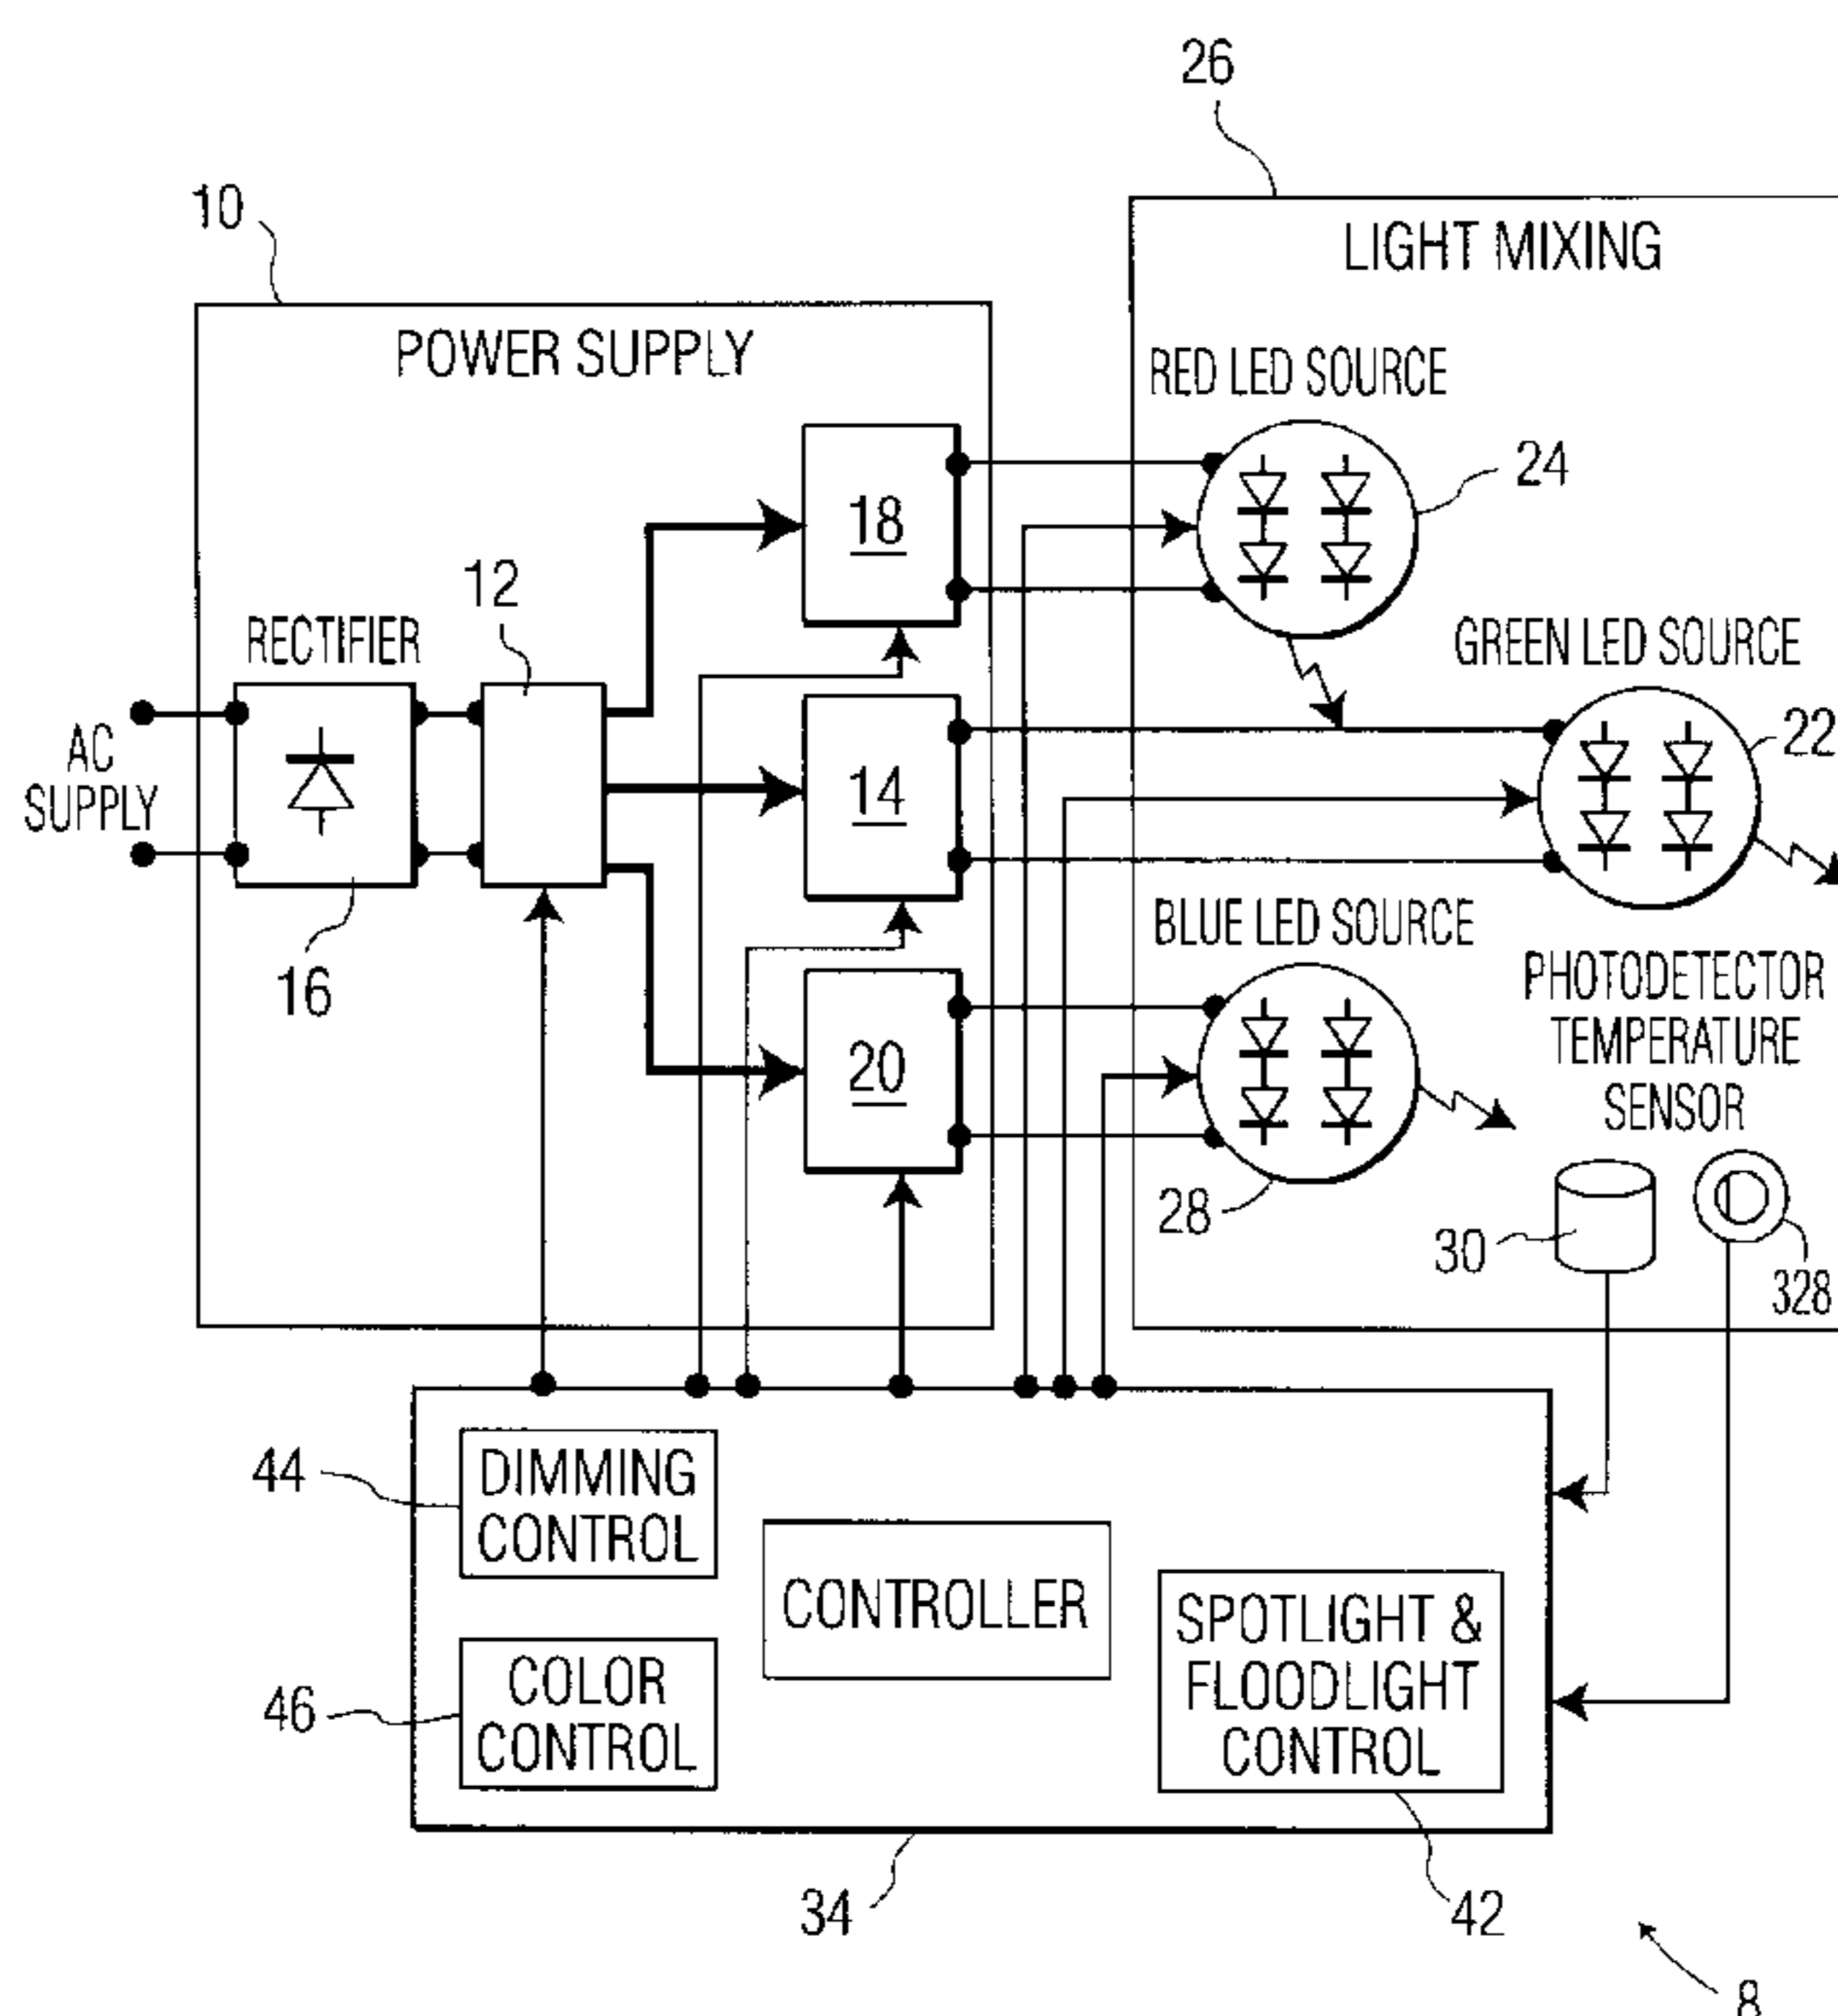 26
10
LIGHT MIXING
POWER SUPPLY
RED LED SOURCE
24
18
12
RECTIFIER
GREEN LED SOURCE
22
AC
SUPPLY
14
BLUE LED SOURCE
16
PHOTODETECTOR
TEMPERATURE
SENSOR
20
28
30
328
44
DIMMING
CONTROL
CONTROLLER
SPOTLIGHT &
FLOODLIGHT
CONTROL
46
COLOR
CONTROL
34
42
8